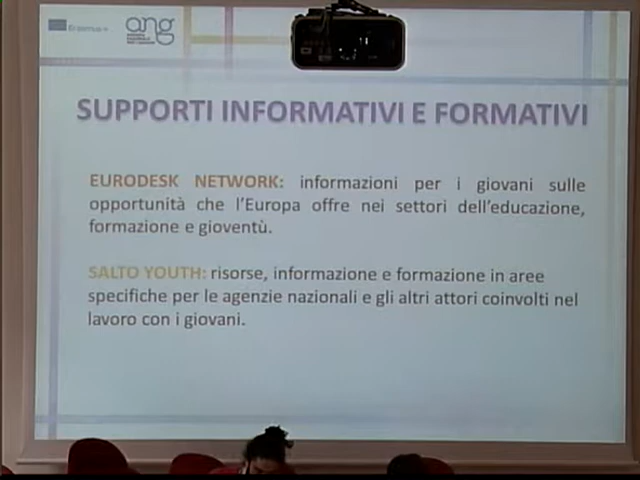 Erasmus+
ang
SUPPORTI INFORMATIVI E FORMATIVI
EURODESK NETWORK: informazioni per i giovani sulle
opportunità che l'Europa offre nei settori dell'educazione,
formazione e gioventù.
SALTO YOUTH: risorse, informazione e formazione in aree
specifiche per le agenzie nazionali e gli altri attori coinvolti nel
lavoro con i giovani.